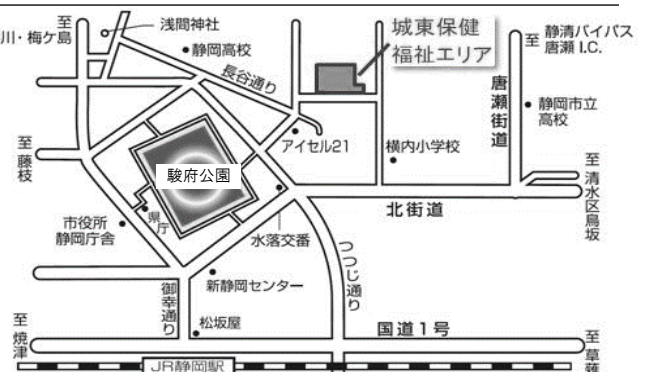 至
川・梅ケ島
浅間神社
静岡高校
長谷通り
城東保健
福祉エリア
至
静清バイパス
唐瀬I.C.
唐瀬街道
静岡市立
高校
至
藤枝
アイセル21
横内小学校
駿府公園
至
清水区鳥坂
北街道
県庁
市役所
静岡庁舎
水落交番
つつじ通り
新静岡センター
御幸通り
松坂屋
国道1号
至
焼津
至
草薙
JR静岡駅